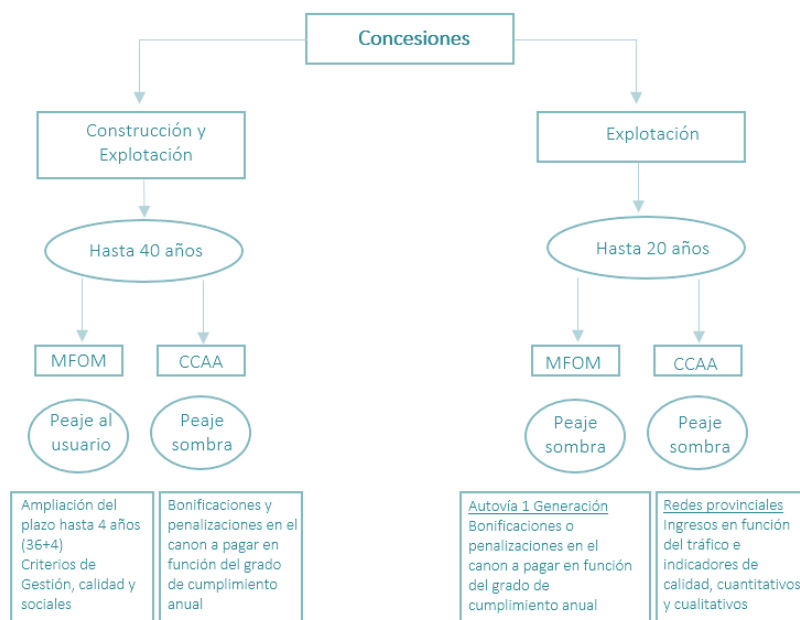 Concesiones
Construcción y
Explotación
Explotación
Hasta 40 años
Hasta 20 años
MFOM
CCAA
MFOM
CCAA
Peaje al
usuario
Peaje
sombra
Peaje
sombra
Peaje
sombra
Ampliación del
plazo hasta 4 años
(36+4)
Criterios de
Gestión, calidad y
sociales
Bonificaciones y
penalizaciones en el
canon a pagar en
función del grado
de cumplimiento
anual
Autovía 1 Generación
Bonificaciones o
penalizaciones en el
canon a pagar en función
del grado de
cumplimiento anual
Redes provinciales
Ingresos en función
del tráfico e
indicadores de
calidad, cuantitativos
y cualitativos